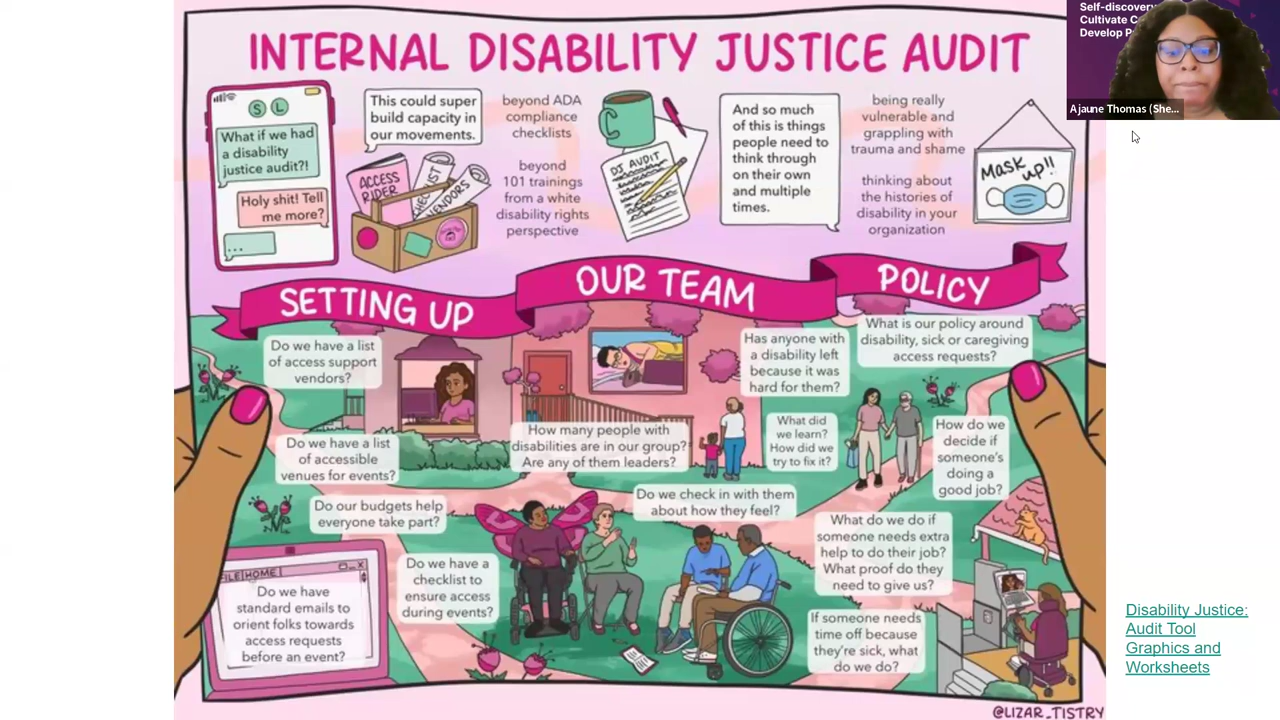 INTERNAL DISABILITY JUSTICE AUDIT
S L
What if we had
a disability
justice audit?!
Holy shit! Tell
me more?
...
This could super
build capacity in
our movements.
ACCESS
RIDER
CHECKLIST
VENDORS
beyond ADA
compliance
checklists
beyond
101 trainings
from a white
disability rights
perspective
DJ AUDIT
And so much
of this is things
people need to
think through
on their own
and multiple
times.
being really
vulnerable and
grappling with
trauma and shame
thinking about
the histories of
disability in your
organization
MASK
UP!!
Self-discovery
Cultivate C
Develop P
Ajaune Thomas (She...
SETTING UP
OUR TEAM
POLICY
Do we have a list
of access support
vendors?
Do we have a list
of accessible
venues for events?
Do our budgets help
everyone take part?
Do we have a
checklist to
ensure access
during events?
FILE|HOME|
Do we have
standard emails to
orient folks towards
access requests
before an event?
How many people with
disabilities are in our group?
Are any of them leaders?
Has anyone with
a disability left
because it was
hard for them?
What did
we learn?
How did we
try to fix it?
Do we check in with them
about how they feel?
What is our policy around
disability, sick or caregiving
access requests?
How do we
decide if
someone's
doing a
good job?
What do we do if
someone needs extra
help to do their job?
What proof do they
need to give us?
If someone needs
time off because
they're sick, what
do we do?
@LIZAR_TISTRY
Disability Justice:
Audit Tool
Graphics and
Worksheets